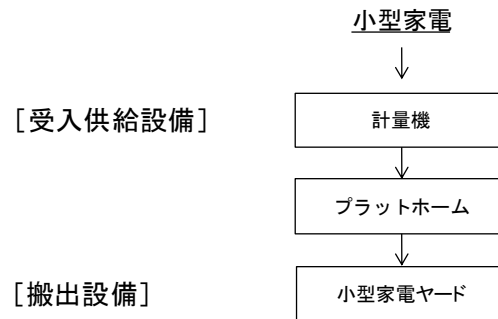 小型家電
[受入供給設備]
計量機
プラットホーム
[搬出設備]
小型家電ヤード